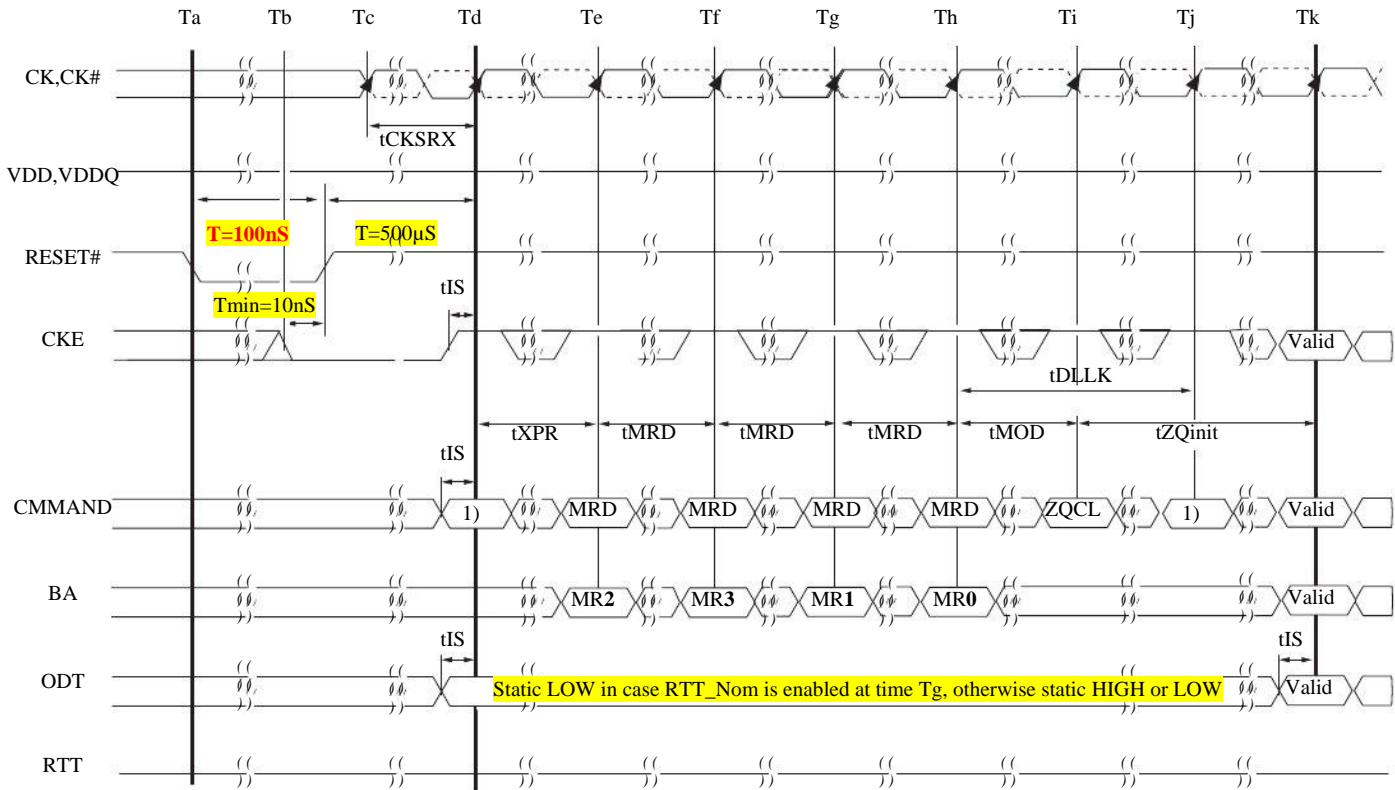 Ta Tb Tc Td Te Tf Tg Th Ti Tj Tk
CK,CK#
tCKSRX
VDD,VDDQ
T=100nS T=500µS
RESET#
Tmin=10nS tIS
CKE Valid
tDLLK
tXPR tMRD tMRD tMRD tMOD tZQinit
tIS
CMMAND 1) MRD MRD MRD MRD ZQCL 1) Valid
BA MR2 MR3 MR1 MR0 Valid
tIS tIS
ODT Static LOW in case RTT_Nom is enabled at time Tg, otherwise static HIGH or LOW Valid
RTT